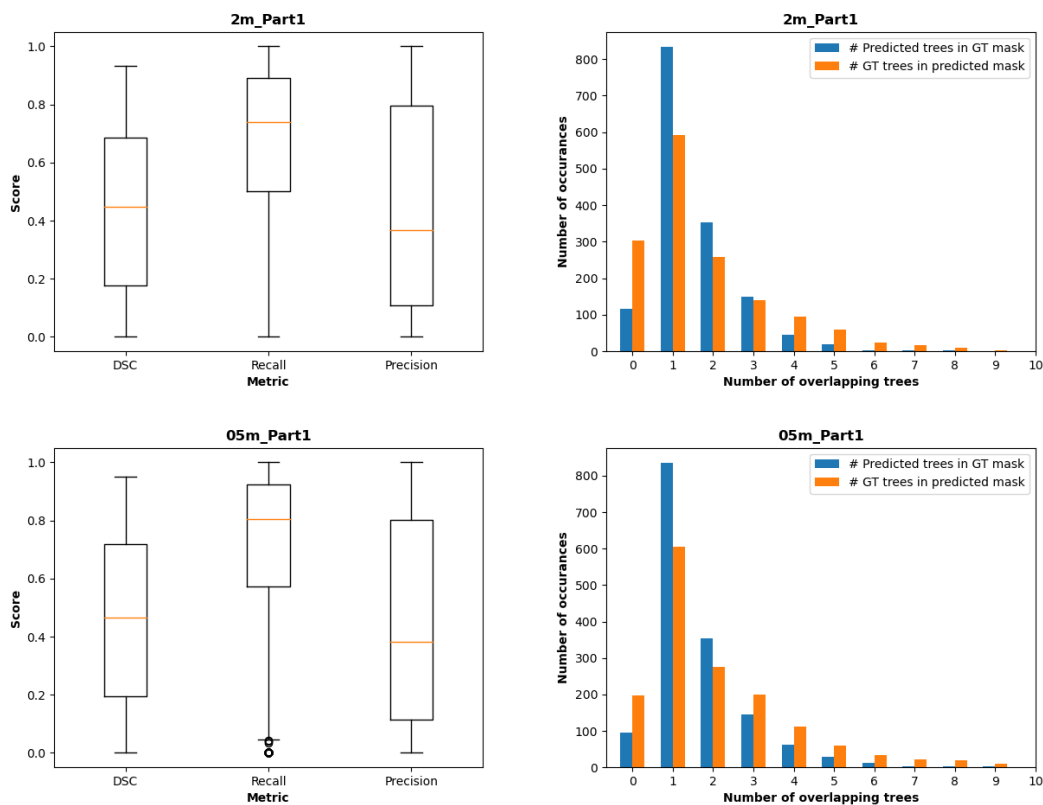 2m_Part1
1.0
0.8
0.6
0.4
0.2
0.0
Score
DSC Recall Precision
Metric
2m_Part1
# Predicted trees in GT mask
# GT trees in predicted mask
800
700
600
500
400
300
200
100
0
Number of occurances
0 1 2 3 4 5 6 7 8 9 10
Number of overlapping trees
05m_Part1
1.0
0.8
0.6
0.4
0.2
0.0
Score
DSC Recall Precision
Metric
05m_Part1
# Predicted trees in GT mask
# GT trees in predicted mask
800
700
600
500
400
300
200
100
0
Number of occurances
0 1 2 3 4 5 6 7 8 9 10
Number of overlapping trees